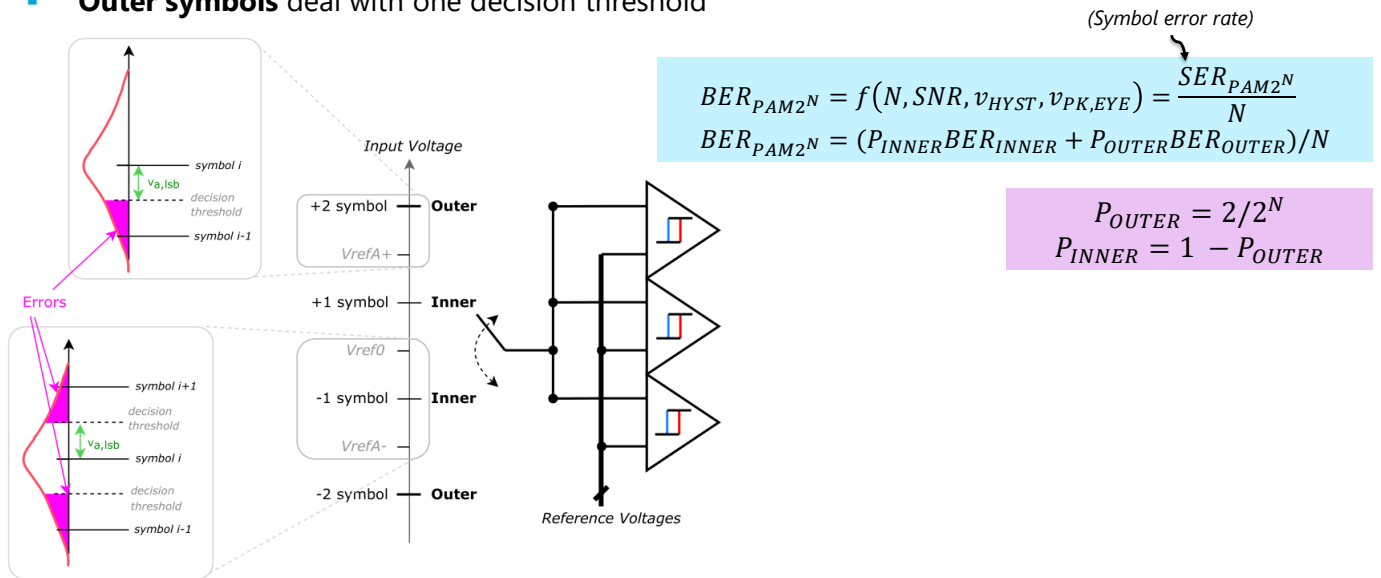 Outer symbols deal with one decision threshold
(Symbol error rate)
BER_{PAM2^N} = f(N, SNR, v_{HYST}, v_{PK,EYE}) = \frac{SER_{PAM2^N}}{N}
BER_{PAM2^N} = (P_{INNER}BER_{INNER} + P_{OUTER}BER_{OUTER})/N
P_{OUTER} = 2/2^N
P_{INNER} = 1 − P_{OUTER}
symbol i
va,lsb
decision
threshold
symbol i-1
Errors
symbol i+1
decision
threshold
va,lsb
symbol i
decision
threshold
symbol i-1
Input Voltage
+2 symbol Outer
VrefA+
+1 symbol Inner
Vref0
-1 symbol Inner
VrefA-
-2 symbol Outer
Reference Voltages